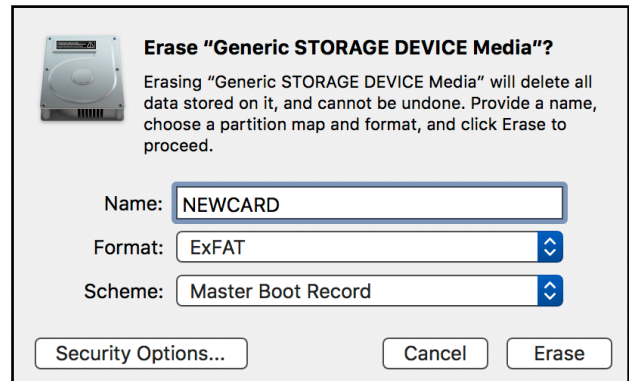 Erase “Generic STORAGE DEVICE Media”?
Erasing “Generic STORAGE DEVICE Media” will delete all
data stored on it, and cannot be undone. Provide a name,
choose a partition map and format, and click Erase to
proceed.
Name: NEWCARD
Format: ExFAT
Scheme: Master Boot Record
Security Options... Cancel Erase